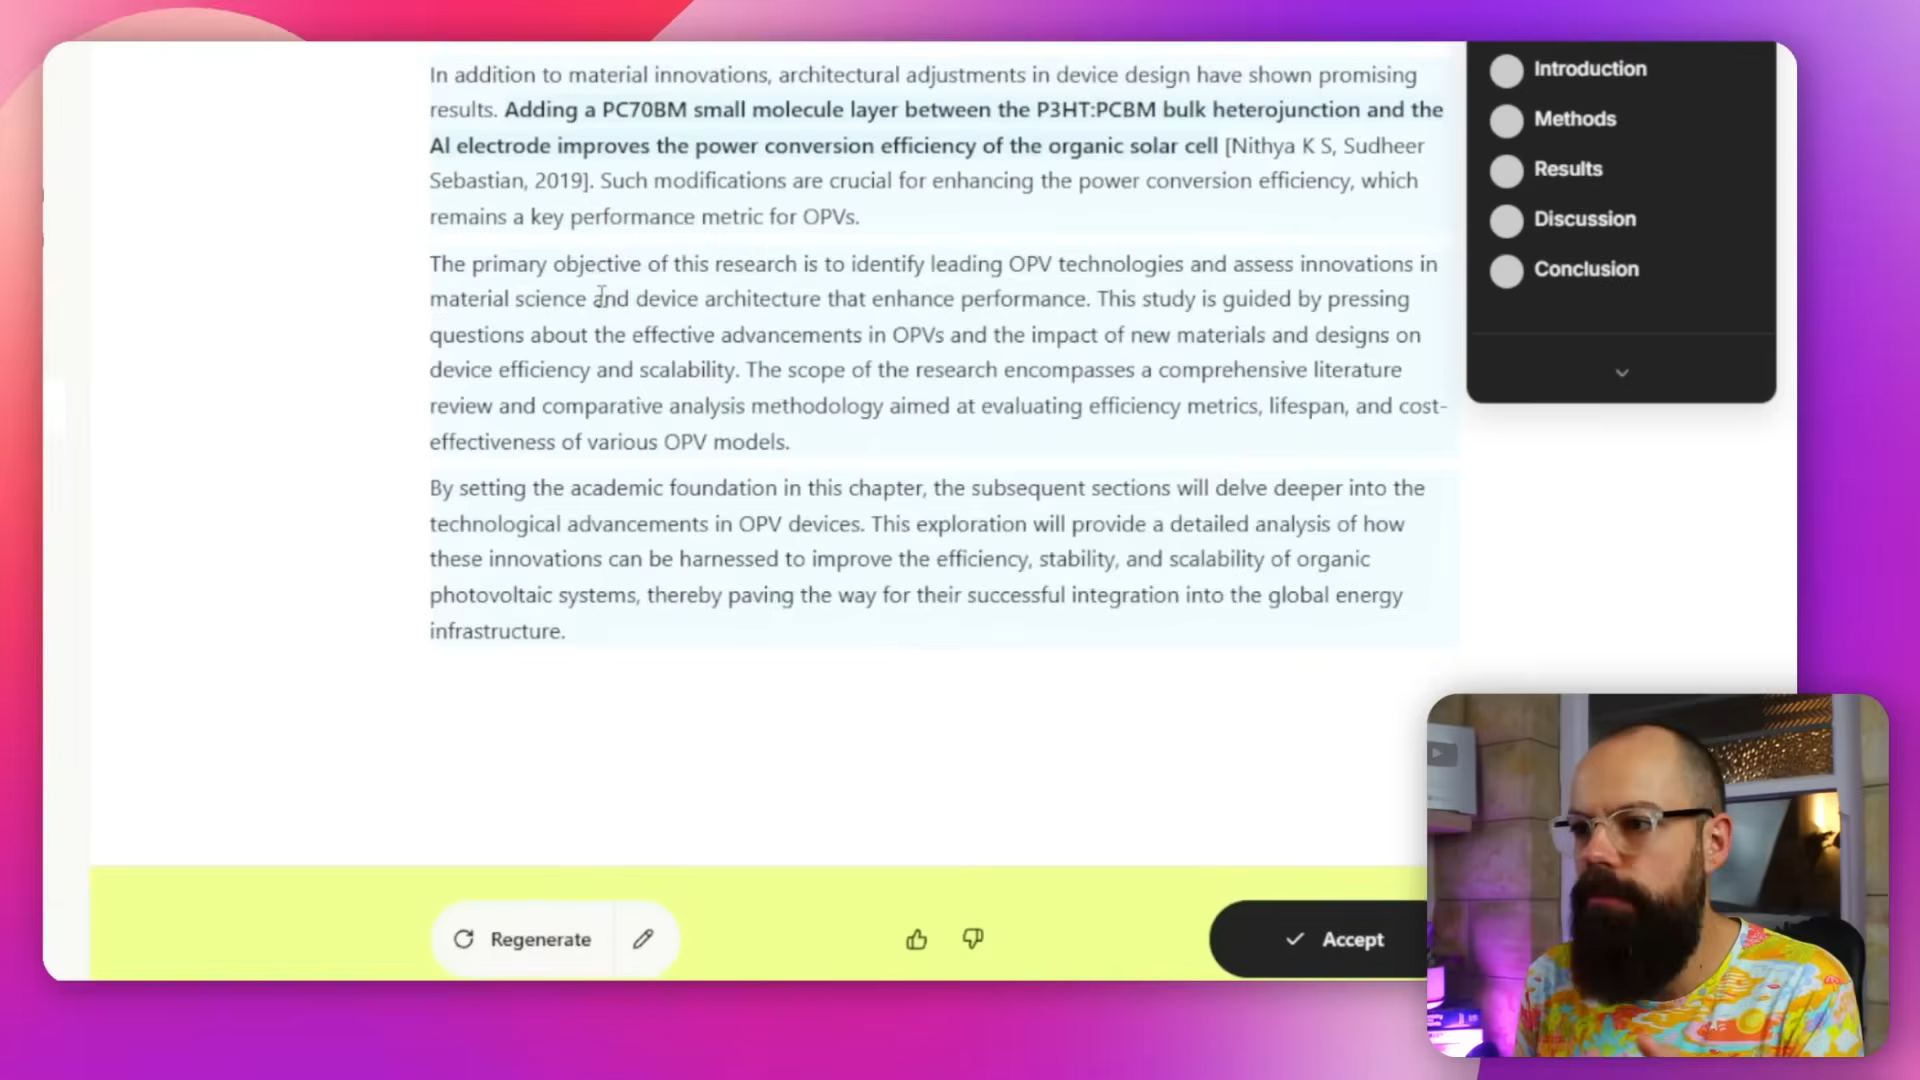 In addition to material innovations, architectural adjustments in device design have shown promising
results. Adding a PC70BM small molecule layer between the P3HT:PCBM bulk heterojunction and the
Al electrode improves the power conversion efficiency of the organic solar cell [Nithya K S, Sudheer
Sebastian, 2019]. Such modifications are crucial for enhancing the power conversion efficiency, which
remains a key performance metric for OPVs.
The primary objective of this research is to identify leading OPV technologies and assess innovations in
material science and device architecture that enhance performance. This study is guided by pressing
questions about the effective advancements in OPVs and the impact of new materials and designs on
device efficiency and scalability. The scope of the research encompasses a comprehensive literature
review and comparative analysis methodology aimed at evaluating efficiency metrics, lifespan, and cost-
effectiveness of various OPV models.
By setting the academic foundation in this chapter, the subsequent sections will delve deeper into the
technological advancements in OPV devices. This exploration will provide a detailed analysis of how
these innovations can be harnessed to improve the efficiency, stability, and scalability of organic
photovoltaic systems, thereby paving the way for their successful integration into the global energy
infrastructure.
Introduction
Methods
Results
Discussion
Conclusion
Regenerate
Accept